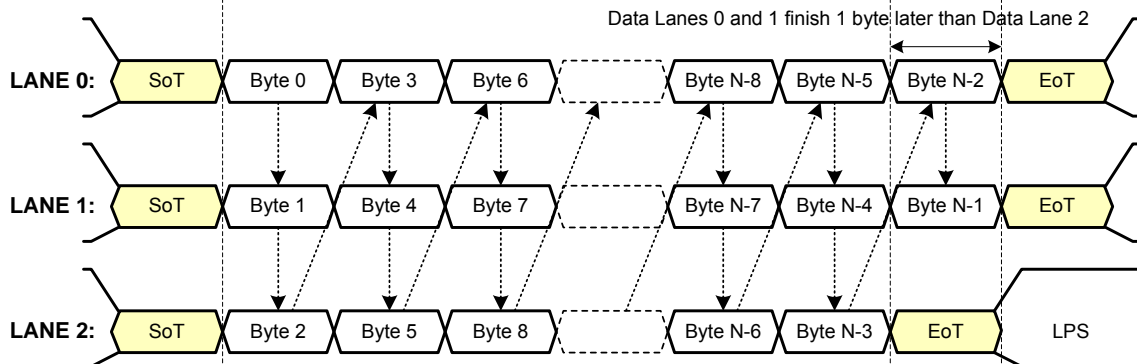 Data Lanes 0 and 1 finish 1 byte later than Data Lane 2
LANE 0: SoT Byte 0 Byte 3 Byte 6 Byte N-8 Byte N-5 Byte N-2 EoT
LANE 1: SoT Byte 1 Byte 4 Byte 7 Byte N-7 Byte N-4 Byte N-1 EoT
LANE 2: SoT Byte 2 Byte 5 Byte 8 Byte N-6 Byte N-3 EoT LPS